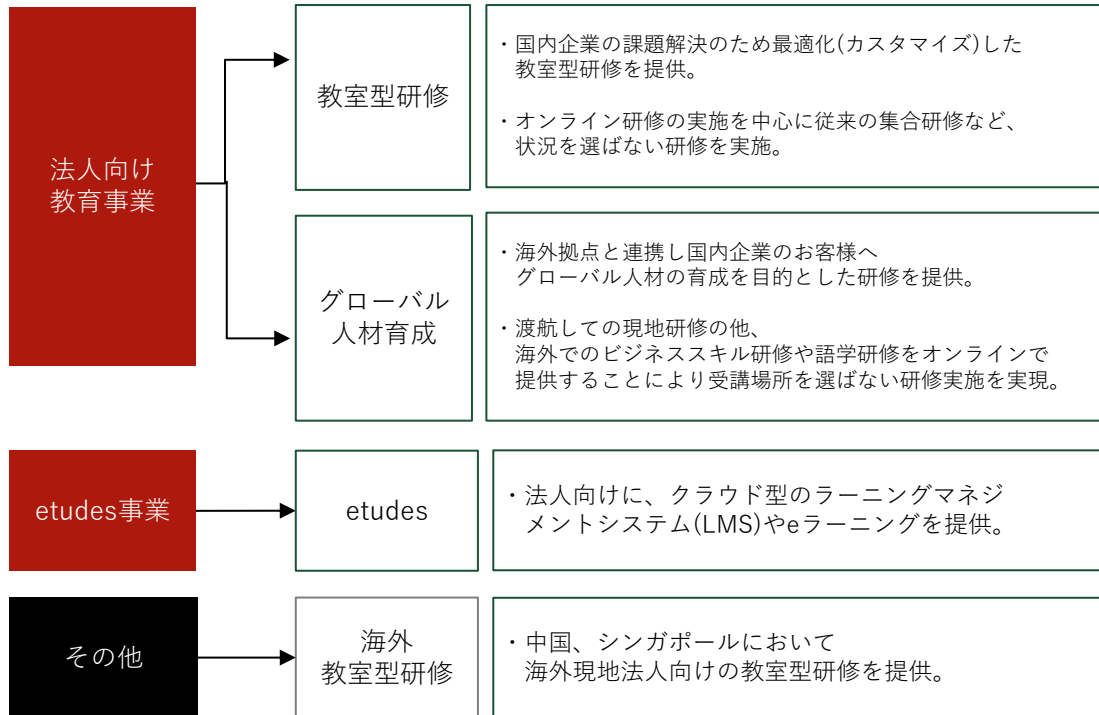 法人向け
教育事業
教室型研修
・国内企業の課題解決のため最適化(カスタマイズ)した
教室型研修を提供。
・オンライン研修の実施を中心に従来の集合研修など、
状況を選ばない研修を実施。
グローバル
人材育成
・海外拠点と連携し国内企業のお客様へ
グローバル人材の育成を目的とした研修を提供。
・渡航しての現地研修の他、
海外でのビジネススキル研修や語学研修をオンラインで
提供することにより受講場所を選ばない研修実施を実現。
etudes事業
etudes
・法人向けに、クラウド型のラーニングマネジ
メントシステム(LMS)やeラーニングを提供。
その他
海外
教室型研修
・中国、シンガポールにおいて
海外現地法人向けの教室型研修を提供。